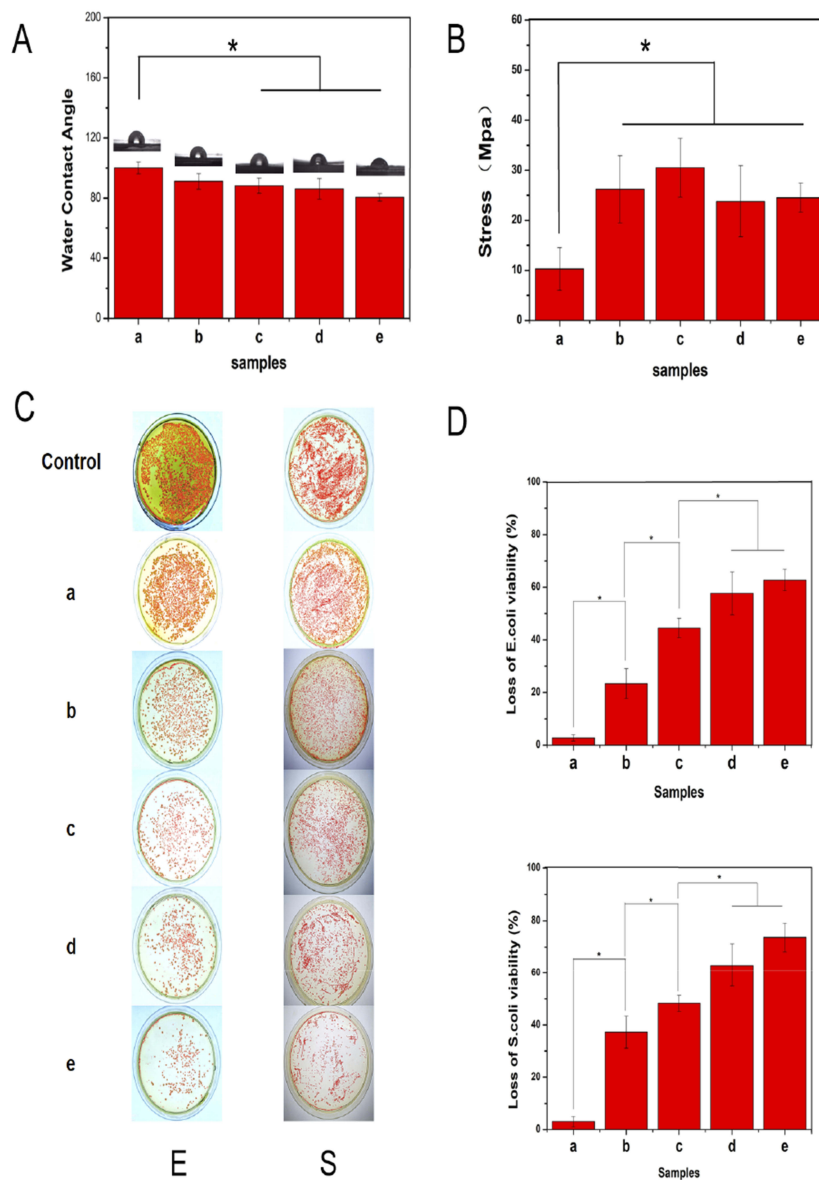 A
200
160
120
80
40
0
Water Contact Angle
*
a b c d e
samples
B
60
50
40
30
20
10
0
Stress (Mpa)
*
a b c d e
samples
C
Control
a
b
c
d
e
E S
D
100
80
60
40
20
0
Loss of E.coli viability (%)
*
*
*
a b c d e
Samples
100
80
60
40
20
0
Loss of S.coli viability (%)
*
*
*
a b c d e
Samples